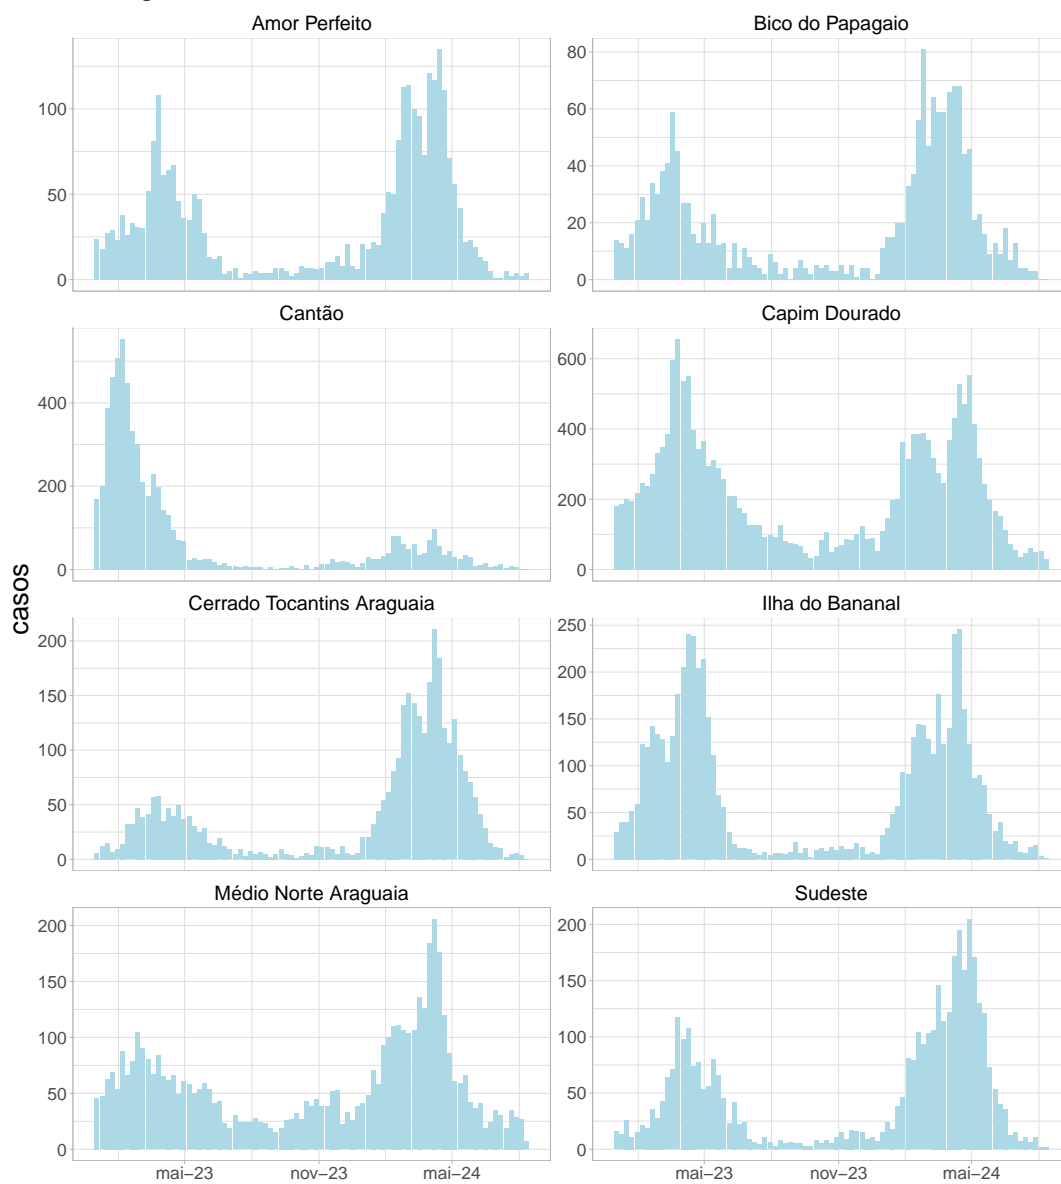 Amor Perfeito
Bico do Papagaio
100
50
0
80
60
40
20
0
Cantão
Capim Dourado
400
200
0
600
400
200
0
casos
Cerrado Tocantins Araguaia
Ilha do Bananal
200
150
100
50
0
250
200
150
100
50
0
Médio Norte Araguaia
Sudeste
200
150
100
50
0
200
150
100
50
0
mai−23
nov−23
mai−24
mai−23
nov−23
mai−24